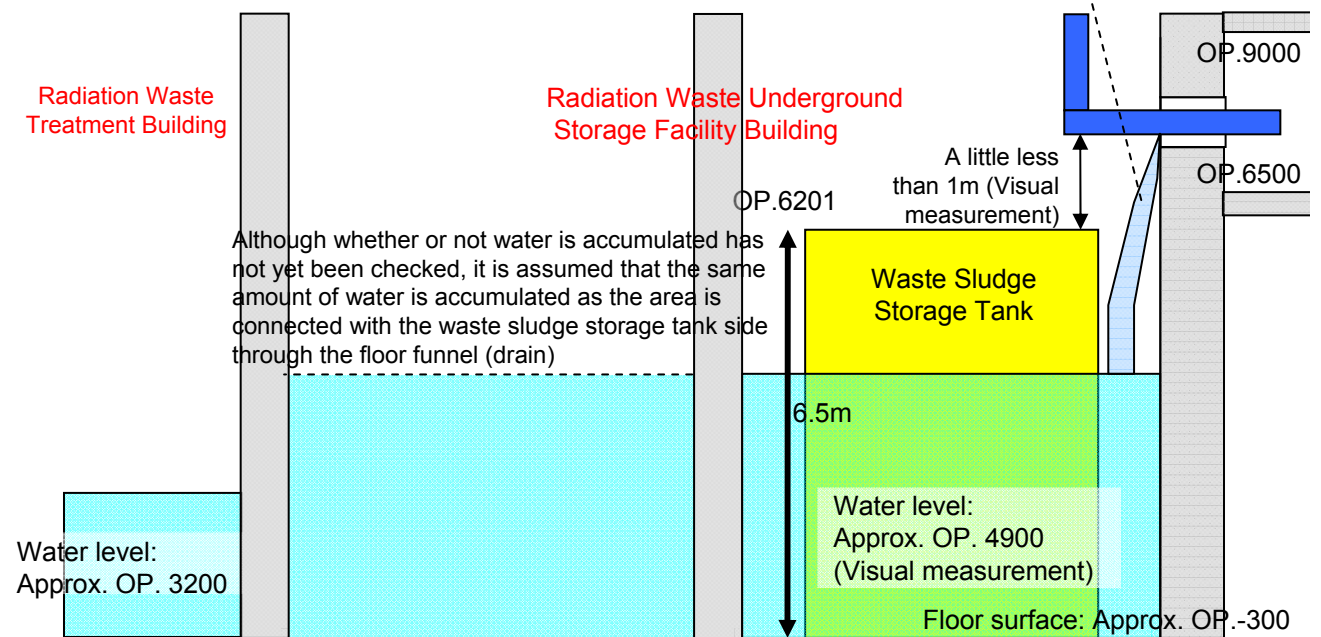 OP.9000
Radiation Waste
Treatment Building
Radiation Waste Underground
Storage Facility Building
A little less
than 1m (Visual
measurement)
OP.6500
OP.6201
Although whether or not water is accumulated has
not yet been checked, it is assumed that the same
amount of water is accumulated as the area is
connected with the waste sludge storage tank side
through the floor funnel (drain)
Waste Sludge
Storage Tank
6.5m
Water level:
Approx. OP. 3200
Water level:
Approx. OP. 4900
(Visual measurement)
Floor surface: Approx. OP.-300